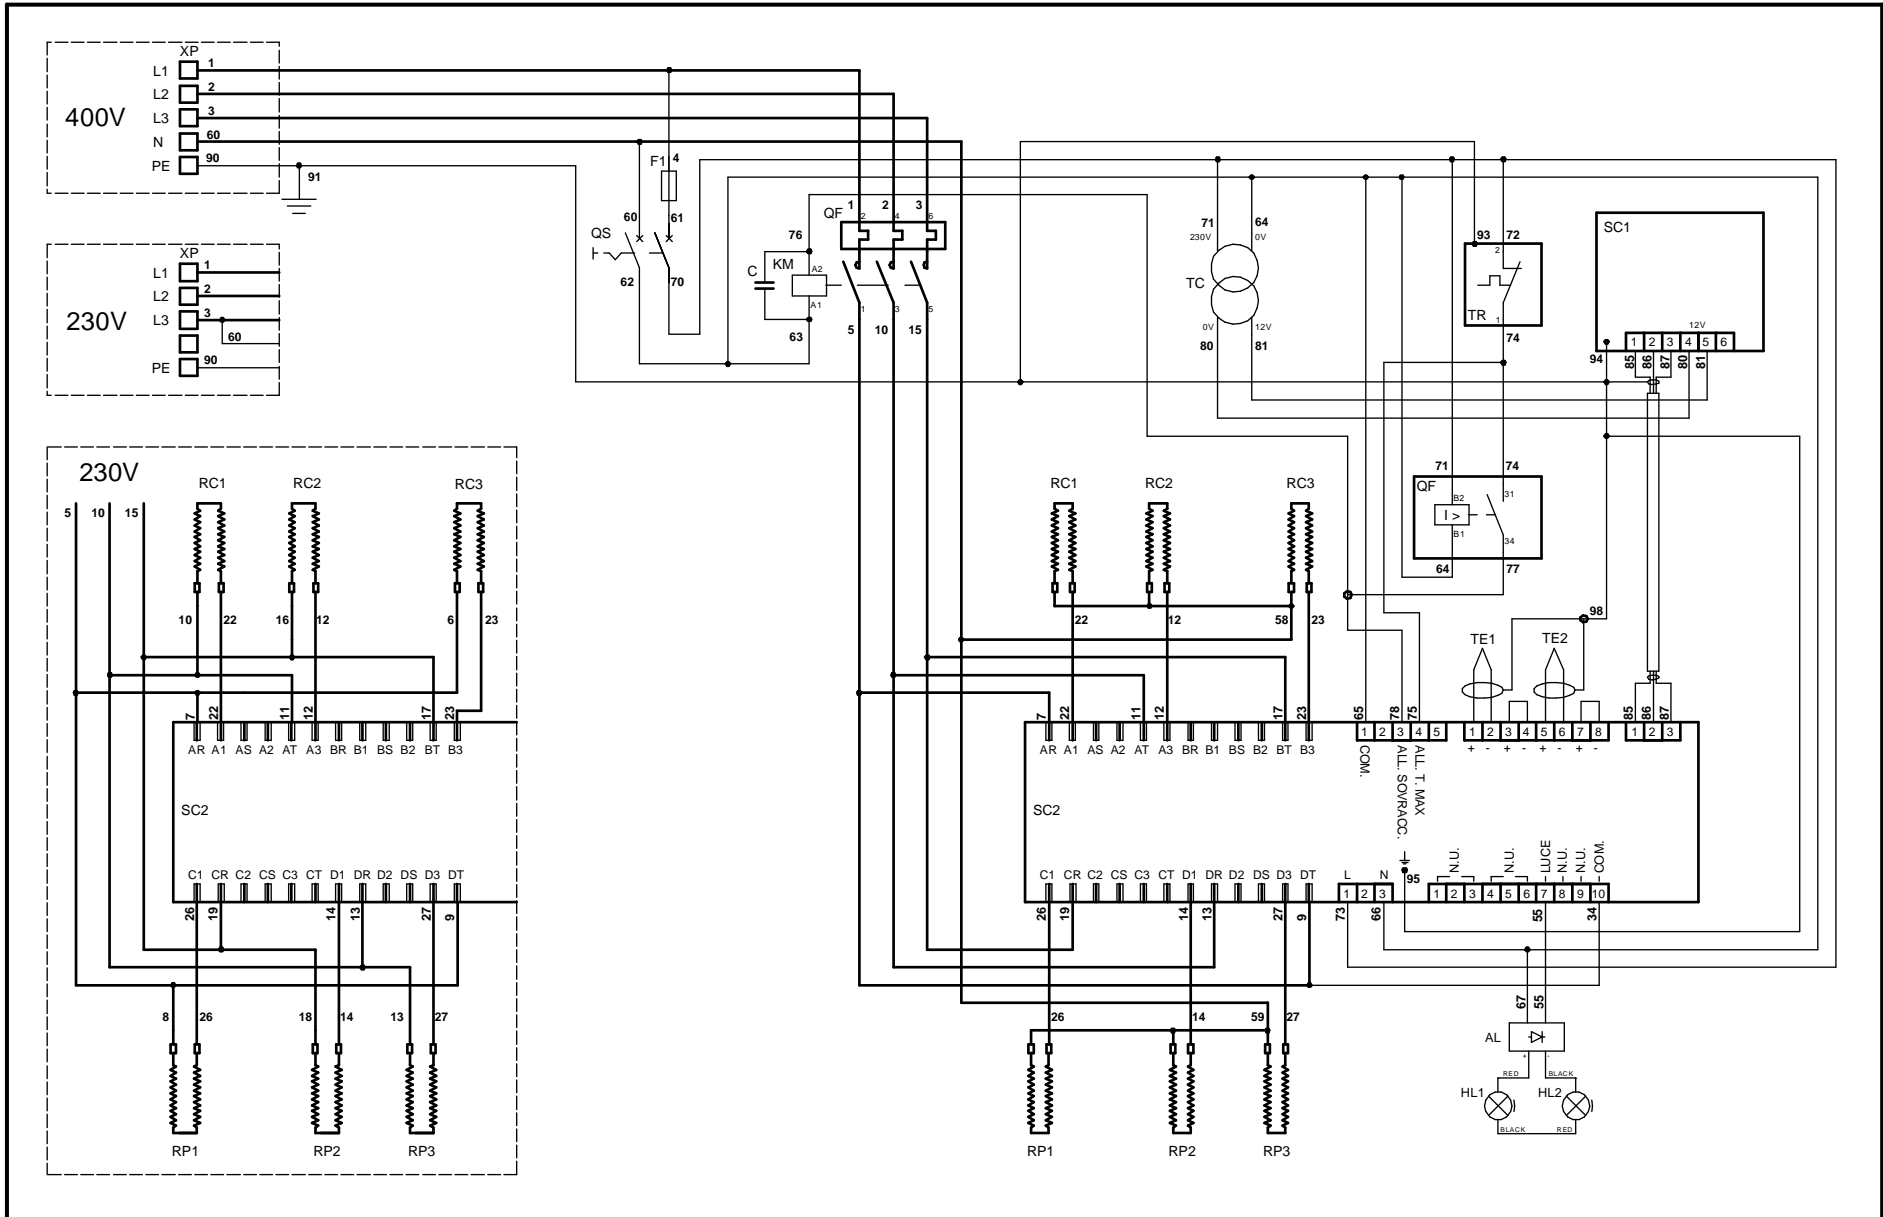 XP
L1 1
L2 2
400V L3 3
N 60
PE 90
91
XP
L1 1
L2 2
230V L3 3
60
PE 90
F1 4
QS 60 61
62 70
76
C KM A2
A1
63
QF 1 2 3
2 4 6
1 3 5
5 10 15
71 64
230V 0V
TC
0V 12V
80 81
93 72
2
TR 1
74
SC1
12V
1 2 3 4 5 6
94 85 86 87 80 81
71 74
QF
B2 31
I >
B1 34
64 77
230V
5 10 15
RC1 RC2 RC3
10 22 16 12 6 23
7 22 11 12 17 23
AR A1 AS A2 AT A3 BR B1 BS B2 BT B3
SC2
C1 CR C2 CS C3 CT D1 DR D2 DS D3 DT
26 19 14 13 27 9
8 26 18 14 13 27
RP1 RP2 RP3
RC1 RC2 RC3
22 12 58 23
7 22 11 12 17 23
AR A1 AS A2 AT A3 BR B1 BS B2 BT B3
SC2
65 78 75
1 2 3 4 5
COM.
ALL. SOVRACC.
ALL. T. MAX
98
TE1 TE2
1 2 3 4 5 6 7 8
+ - + - + - + -
85 86 87
1 2 3
C1 CR C2 CS C3 CT D1 DR D2 DS D3 DT
26 19 14 13 27 9
L N 95
1 2 3
73 66
N.U. N.U. LUCE N.U. N.U. COM.
1 2 3 4 5 6 7 8 9 10
55 34
26 14 59 27
RP1 RP2 RP3
67 55
AL
+ -
RED BLACK
HL1 HL2
BLACK RED